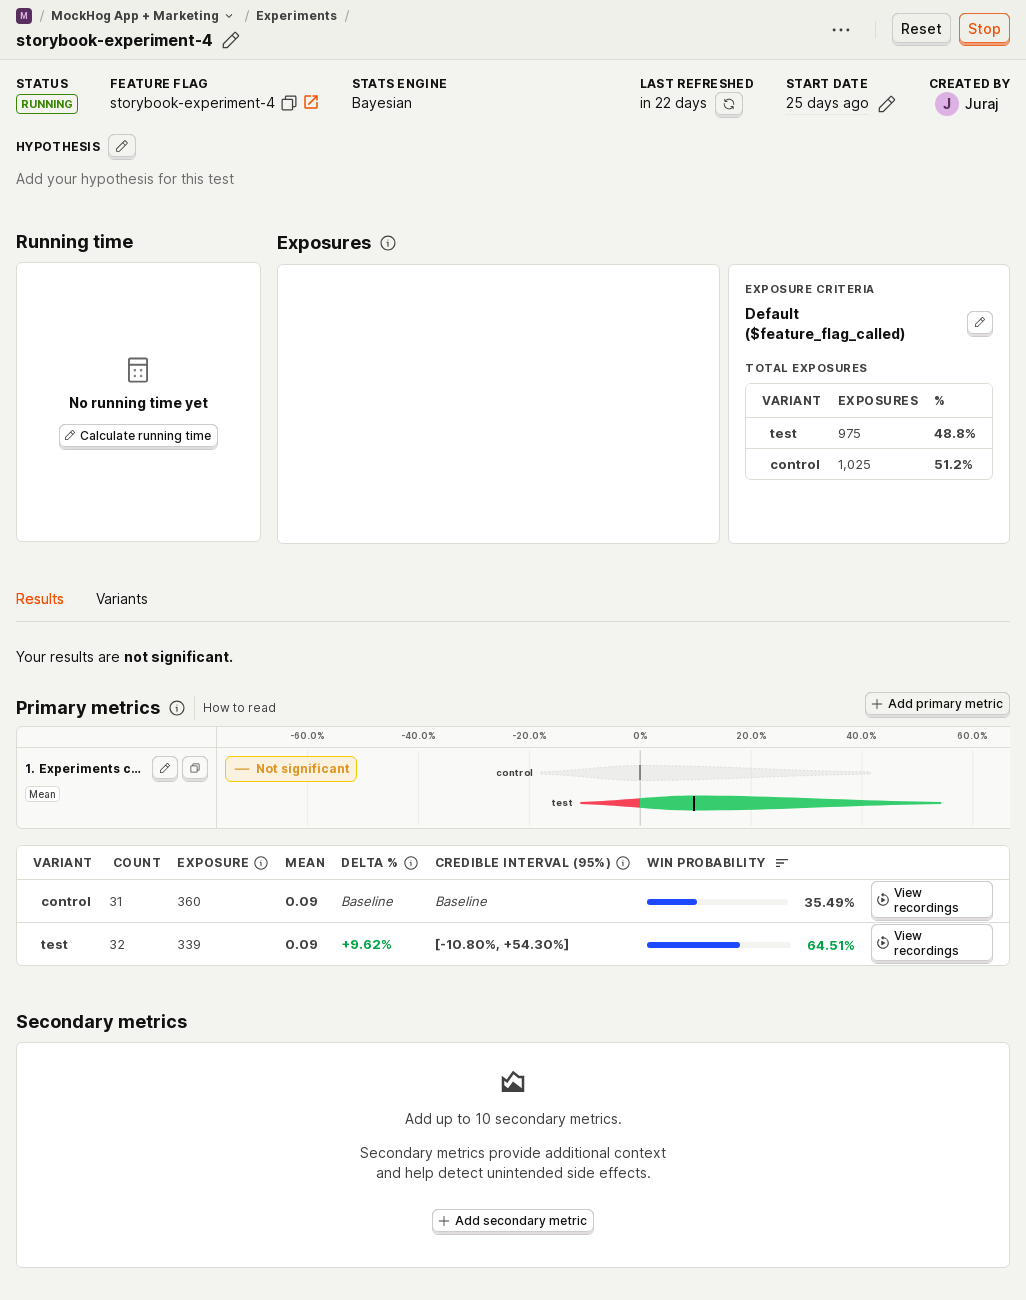 M / MockHog App + Marketing / Experiments /
storybook-experiment-4
Reset
Stop
STATUS
RUNNING
FEATURE FLAG
storybook-experiment-4
STATS ENGINE
Bayesian
LAST REFRESHED
in 22 days
START DATE
25 days ago
CREATED BY
J Juraj
HYPOTHESIS
Add your hypothesis for this test
Running time
No running time yet
Calculate running time
Exposures
EXPOSURE CRITERIA
Default
($feature_flag_called)
TOTAL EXPOSURES
VARIANT EXPOSURES %
test 975 48.8%
control 1,025 51.2%
Results Variants
Your results are not significant.
Primary metrics How to read
Add primary metric
-60.0% -40.0% -20.0% 0% 20.0% 40.0% 60.0%
1. Experiments c...
Mean
Not significant
control
test
VARIANT COUNT EXPOSURE MEAN DELTA % CREDIBLE INTERVAL (95%) WIN PROBABILITY
control 31 360 0.09 Baseline Baseline 35.49% View
recordings
test 32 339 0.09 +9.62% [-10.80%, +54.30%] 64.51% View
recordings
Secondary metrics
Add up to 10 secondary metrics.
Secondary metrics provide additional context
and help detect unintended side effects.
Add secondary metric